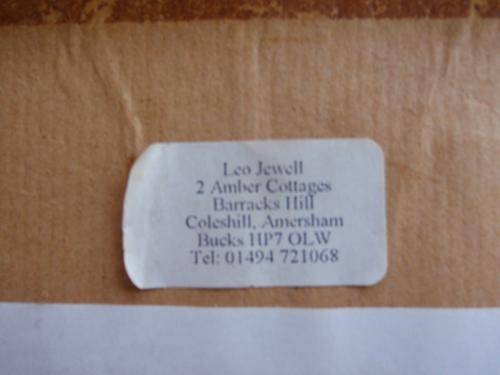 Leo Jewell
2 Amber Cottages
Barracks Hill
Coleshill, Amersham
Bucks HP7 OLW
Tel: 01494 721068